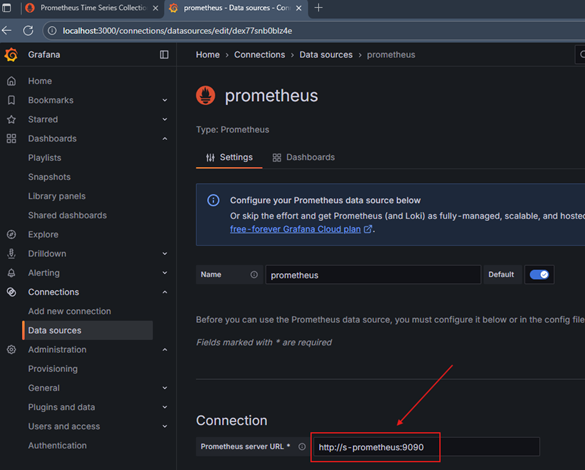 Prometheus Time Series Collection
prometheus - Data sources - Con
localhost:3000/connections/datasources/edit/dex77snb0blz4e
Grafana
Home > Connections > Data sources > prometheus
Home
Bookmarks
Starred
Dashboards
Playlists
Snapshots
Library panels
Shared dashboards
Explore
Drilldown
Alerting
Connections
Add new connection
Data sources
Administration
Provisioning
General
Plugins and data
Users and access
Authentication
prometheus
Type: Prometheus
Settings
Dashboards
Configure your Prometheus data source below
Or skip the effort and get Prometheus (and Loki) as fully-managed, scalable, and hosted
free-forever Grafana Cloud plan.
Name
prometheus
Default
Before you can use the Prometheus data source, you must configure it below or in the config file
Fields marked with * are required
Connection
Prometheus server URL *
http://s-prometheus:9090